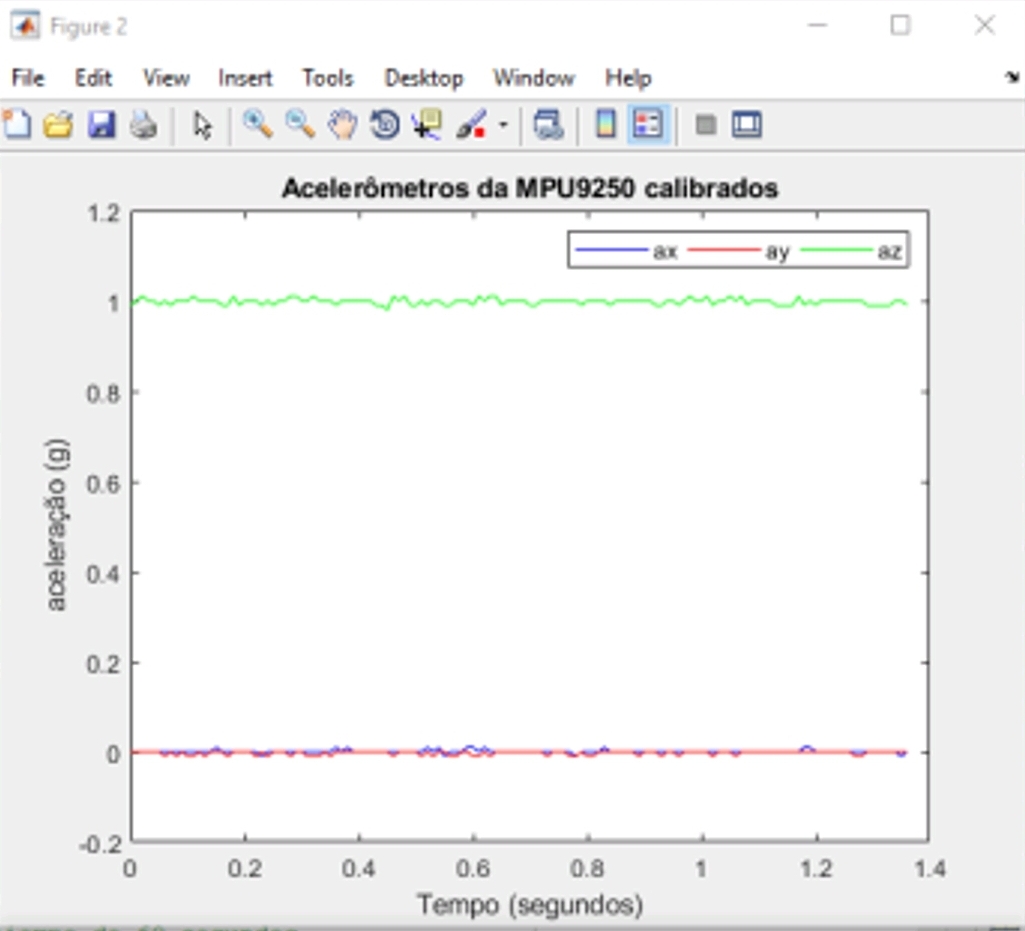 Figure 2
File Edit View Insert Tools Desktop Window Help
Acelerômetros da MPU9250 calibrados
ax ay az
1.2
1
0.8
0.6
0.4
0.2
0
-0.2
aceleração (g)
0 0.2 0.4 0.6 0.8 1 1.2 1.4
Tempo (segundos)